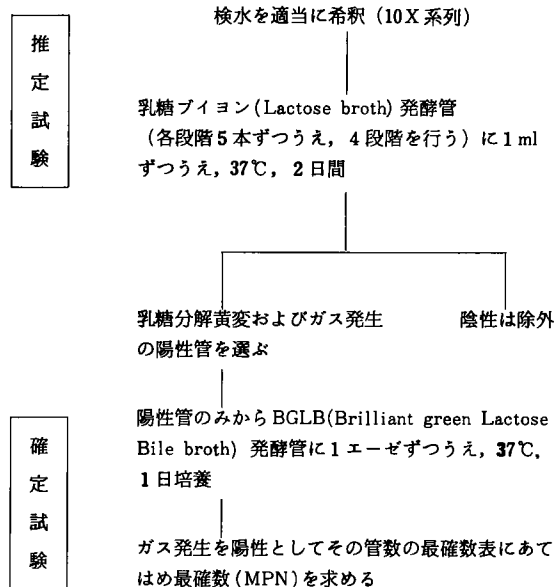 検水を適当に希釈（10X系列）
推定試験
乳糖ブイヨン(Lactose broth) 発酵管
（各段階5本ずつうえ，4段階を行う）に1ml
ずつうえ，37℃，2日間
乳糖分解黄変およびガス発生
の陽性管を選ぶ
陰性は除外
確定試験
陽性管のみからBGLB(Brilliant green Lactose
Bile broth) 発酵管に1エーゼずつうえ，37℃，
1日培養
ガス発生を陽性としてその管数の最確数表にあて
はめ最確数(MPN)を求める